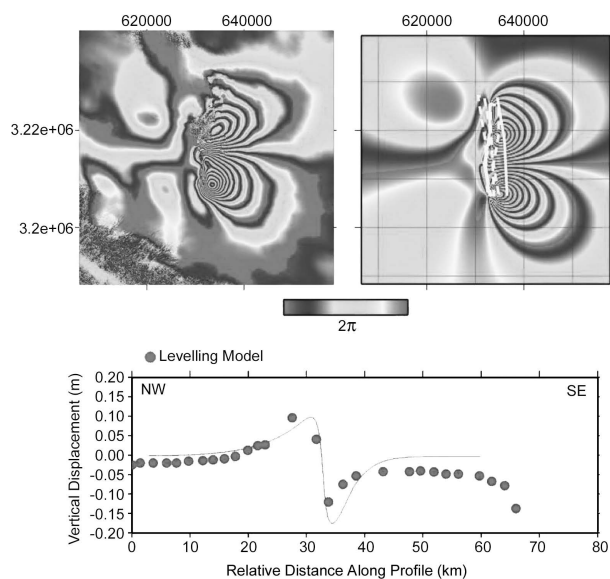 620000 640000 620000 640000
3.22e+06
3.2e+06
2π
Levelling Model
Vertical Displacement (m)
0.20
0.15
0.10
0.05
0.00
-0.05
-0.10
-0.15
-0.20
NW SE
0 10 20 30 40 50 60 70 80
Relative Distance Along Profile (km)